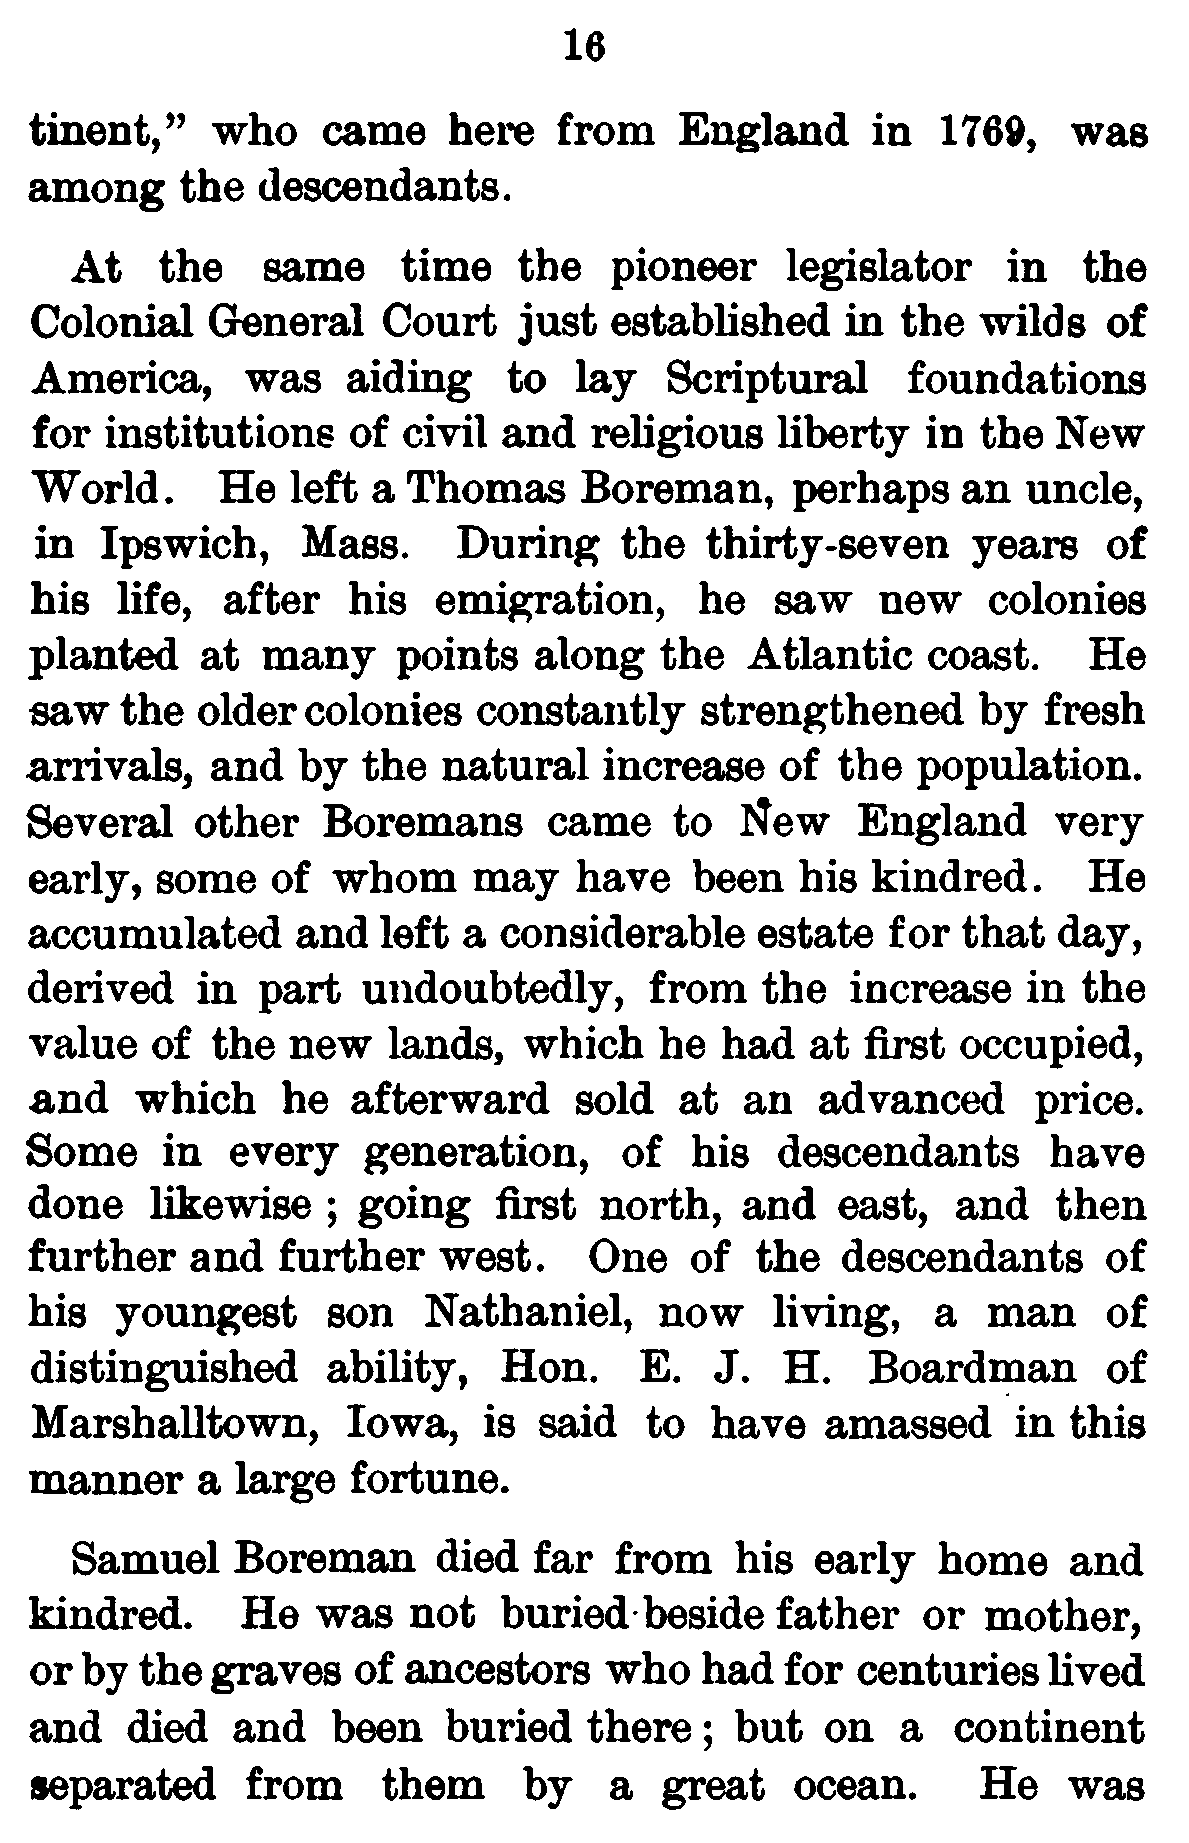 16
tinent,” who came here from England in 1769, was
among the descendants.
At the same time the pioneer legislator in the
Colonial General Court just established in the wilds of
America, was aiding to lay Scriptural foundations
for institutions of civil and religious liberty in the New
World. He left a Thomas Boreman, perhaps an uncle,
in Ipswich, Mass. During the thirty-seven years of
his life, after his emigration, he saw new colonies
planted at many points along the Atlantic coast. He
saw the older colonies constantly strengthened by fresh
arrivals, and by the natural increase of the population.
Several other Boremans came to New England very
early, some of whom may have been his kindred. He
accumulated and left a considerable estate for that day,
derived in part undoubtedly, from the increase in the
value of the new lands, which he had at first occupied,
and which he afterward sold at an advanced price.
Some in every generation, of his descendants have
done likewise ; going first north, and east, and then
further and further west. One of the descendants of
his youngest son Nathaniel, now living, a man of
distinguished ability, Hon. E. J. H. Boardman of
Marshalltown, Iowa, is said to have amassed in this
manner a large fortune.
Samuel Boreman died far from his early home and
kindred. He was not buried beside father or mother,
or by the graves of ancestors who had for centuries lived
and died and been buried there ; but on a continent
separated from them by a great ocean. He was